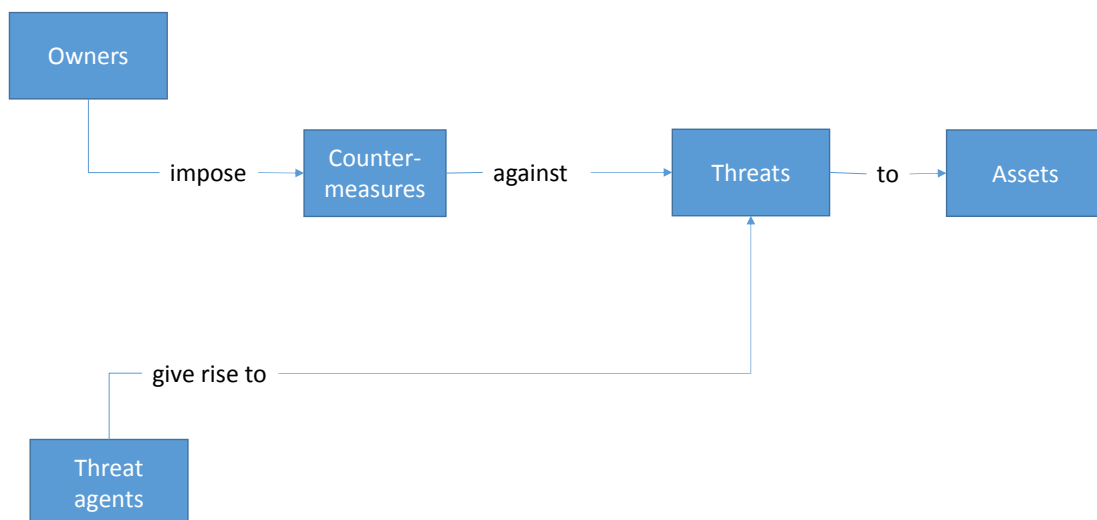 Owners
impose
Counter-
measures
against
Threats
to
Assets
give rise to
Threat
agents